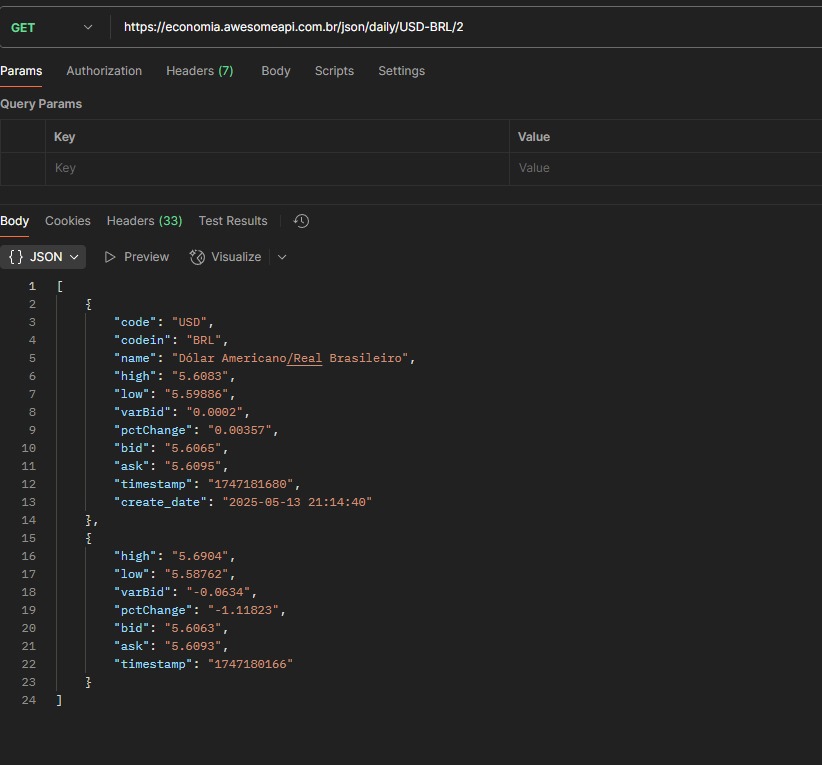 GET https://economia.awesomeapi.com.br/json/daily/USD-BRL/2
Params Authorization Headers (7) Body Scripts Settings
Query Params
Key Value
Key Value
Body Cookies Headers (33) Test Results
{} JSON Preview Visualize
1 [
2 {
3 "code": "USD",
4 "codein": "BRL",
5 "name": "Dólar Americano/Real Brasileiro",
6 "high": "5.6083",
7 "low": "5.59886",
8 "varBid": "0.0002",
9 "pctChange": "0.00357",
10 "bid": "5.6065",
11 "ask": "5.6095",
12 "timestamp": "1747181680",
13 "create_date": "2025-05-13 21:14:40"
14 },
15 {
16 "high": "5.6904",
17 "low": "5.58762",
18 "varBid": "-0.0634",
19 "pctChange": "-1.11823",
20 "bid": "5.6063",
21 "ask": "5.6093",
22 "timestamp": "1747180166"
23 }
24 ]